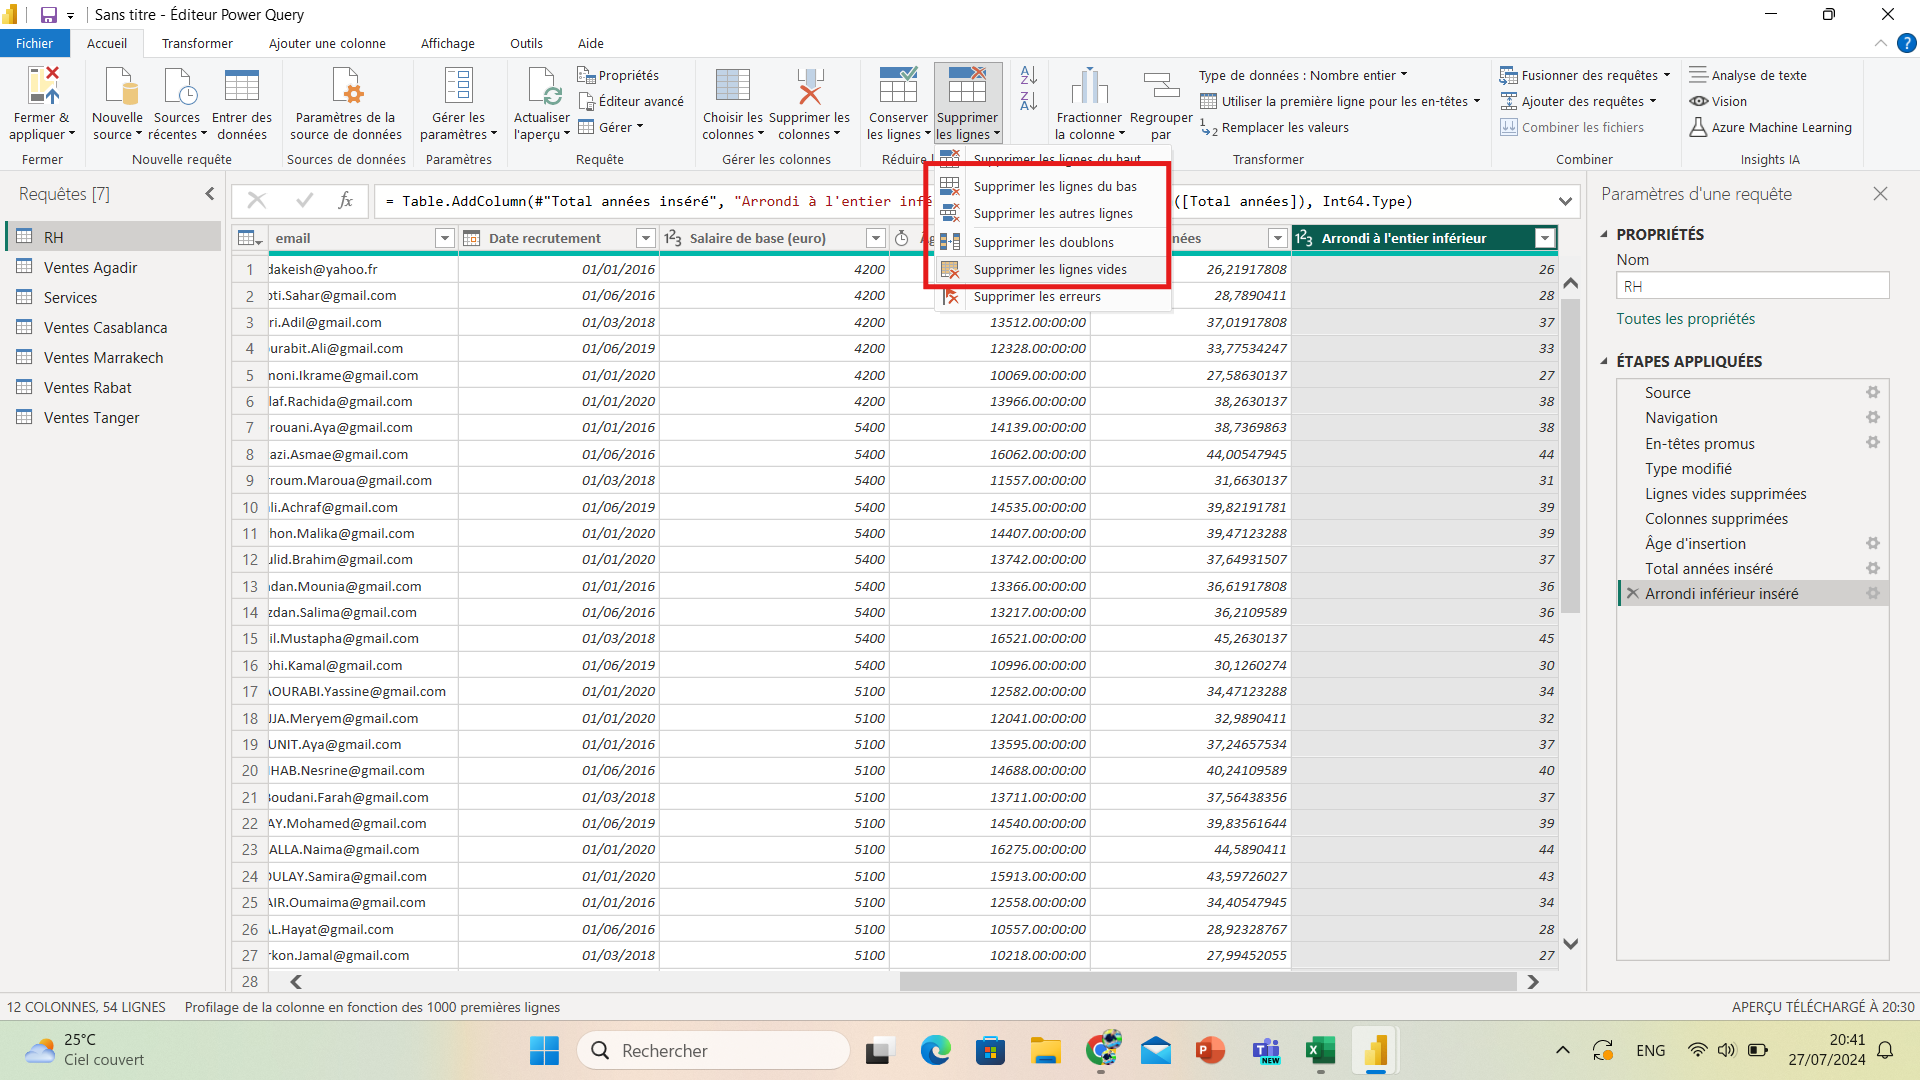 Sans titre - Éditeur Power Query
Fichier Accueil Transformer Ajouter une colonne Affichage Outils Aide
Fermer & appliquer
Nouvelle source
Sources récentes
Entrer des données
Paramètres de la source de données
Gérer les paramètres
Actualiser l'aperçu
Propriétés
Éditeur avancé
Gérer
Choisir les colonnes
Supprimer les colonnes
Conserver les lignes
Supprimer les lignes
Fractionner la colonne
Regrouper par
Type de données : Nombre entier
Utiliser la première ligne pour les en-têtes
Remplacer les valeurs
Fusionner des requêtes
Ajouter des requêtes
Combiner les fichiers
Analyse de texte
Vision
Azure Machine Learning
Fermer Nouvelle requête Sources de données Paramètres Requête Gérer les colonnes Réduire Transformer Combiner Insights IA
Supprimer les lignes du haut
Supprimer les lignes du bas
Supprimer les autres lignes
Supprimer les doublons
Supprimer les lignes vides
Supprimer les erreurs
Requêtes [7]
RH
Ventes Agadir
Services
Ventes Casablanca
Ventes Marrakech
Ventes Rabat
Ventes Tanger
fx = Table.AddColumn(#"Total années inséré", "Arrondi à l'entier infé ([Total années]), Int64.Type)
email Date recrutement Salaire de base (euro) nées Arrondi à l'entier inférieur
1 dakeish@yahoo.fr 01/01/2016 4200 26,21917808 26
2 oti.Sahar@gmail.com 01/06/2016 4200 28,7890411 28
3 ri.Adil@gmail.com 01/03/2018 4200 13512.00:00:00 37,01917808 37
4 ourabit.Ali@gmail.com 01/06/2019 4200 12328.00:00:00 33,77534247 33
5 moni.Ikrame@gmail.com 01/01/2020 4200 10069.00:00:00 27,58630137 27
6 laf.Rachida@gmail.com 01/01/2020 4200 13966.00:00:00 38,2630137 38
7 rouani.Aya@gmail.com 01/01/2016 5400 14139.00:00:00 38,7369863 38
8 azi.Asmae@gmail.com 01/06/2016 5400 16062.00:00:00 44,00547945 44
9 rroum.Maroua@gmail.com 01/03/2018 5400 11557.00:00:00 31,6630137 31
10 li.Achraf@gmail.com 01/06/2019 5400 14535.00:00:00 39,82191781 39
11 hon.Malika@gmail.com 01/01/2020 5400 14407.00:00:00 39,47123288 39
12 ulid.Brahim@gmail.com 01/01/2020 5400 13742.00:00:00 37,64931507 37
13 dan.Mounia@gmail.com 01/01/2016 5400 13366.00:00:00 36,61917808 36
14 zdan.Salima@gmail.com 01/06/2016 5400 13217.00:00:00 36,2109589 36
15 il.Mustapha@gmail.com 01/03/2018 5400 16521.00:00:00 45,2630137 45
16 hi.Kamal@gmail.com 01/06/2019 5400 10996.00:00:00 30,1260274 30
17 AOURABI.Yassine@gmail.com 01/01/2020 5100 12582.00:00:00 34,47123288 34
18 JJA.Meryem@gmail.com 01/01/2020 5100 12041.00:00:00 32,9890411 32
19 UNIT.Aya@gmail.com 01/01/2016 5100 13595.00:00:00 37,24657534 37
20 HAB.Nesrine@gmail.com 01/06/2016 5100 14688.00:00:00 40,24109589 40
21 Boudani.Farah@gmail.com 01/03/2018 5100 13711.00:00:00 37,56438356 37
22 AY.Mohamed@gmail.com 01/06/2019 5100 14540.00:00:00 39,83561644 39
23 ALLA.Naima@gmail.com 01/01/2020 5100 16275.00:00:00 44,5890411 44
24 OULAY.Samira@gmail.com 01/01/2020 5100 15913.00:00:00 43,59726027 43
25 AIR.Oumaima@gmail.com 01/01/2016 5100 12558.00:00:00 34,40547945 34
26 AL.Hayat@gmail.com 01/06/2016 5100 10557.00:00:00 28,92328767 28
27 rkon.Jamal@gmail.com 01/03/2018 5100 10218.00:00:00 27,99452055 27
28
Paramètres d'une requête
PROPRIÉTÉS
Nom
RH
Toutes les propriétés
ÉTAPES APPLIQUÉES
Source
Navigation
En-têtes promus
Type modifié
Lignes vides supprimées
Colonnes supprimées
Âge d'insertion
Total années inséré
Arrondi inférieur inséré
12 COLONNES, 54 LIGNES Profilage de la colonne en fonction des 1000 premières lignes APERÇU TÉLÉCHARGÉ À 20:30
25°C
Ciel couvert
Rechercher
NEW
ENG
20:41
27/07/2024